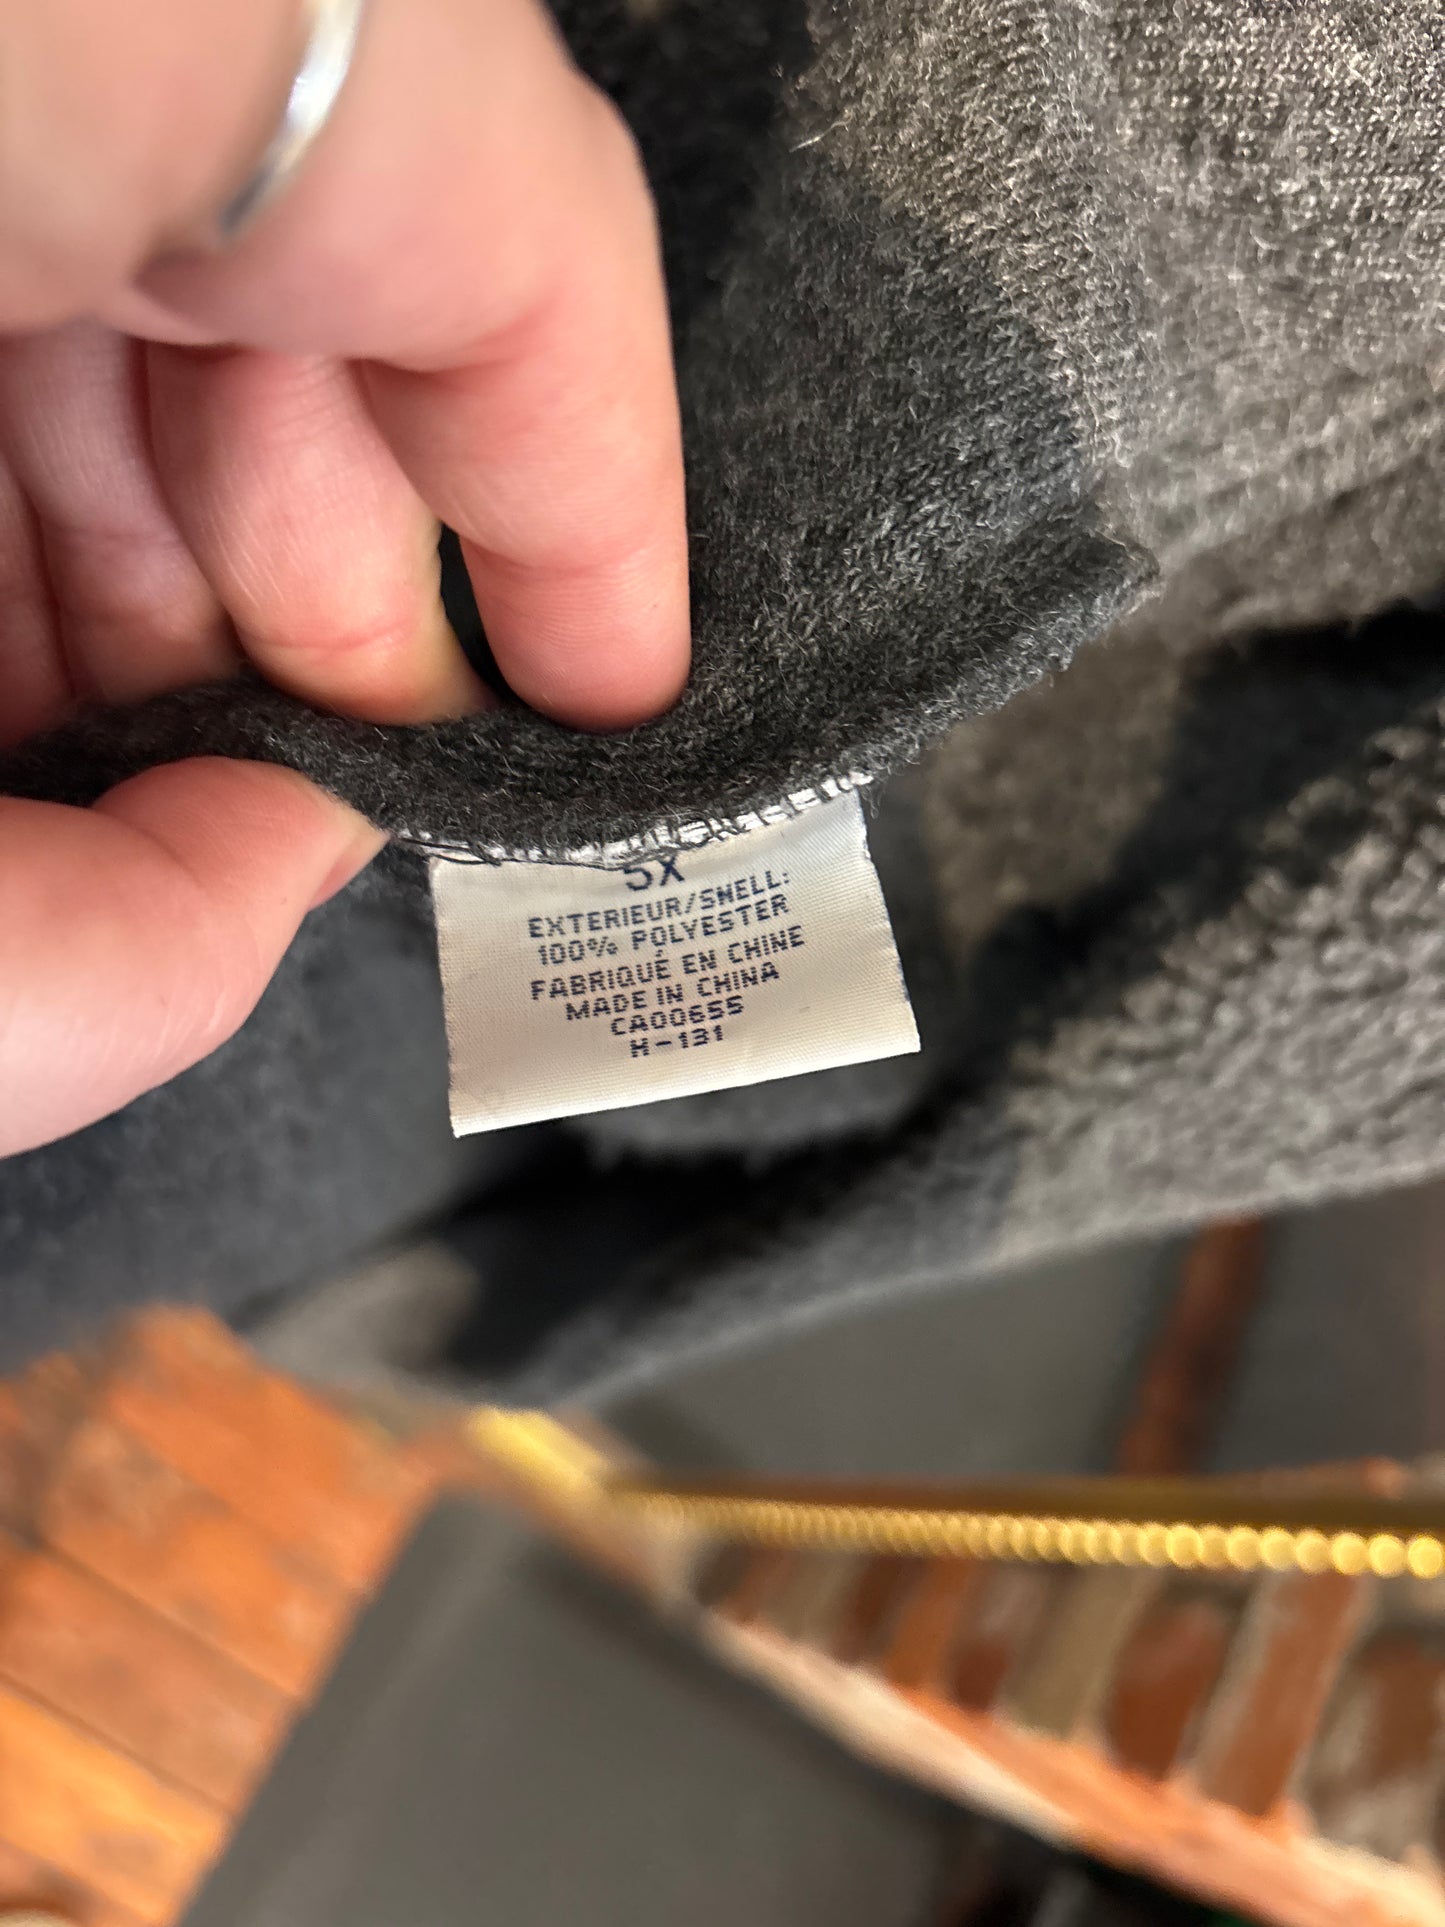 5X
EXTERIEUR/SHELL:
100% POLYESTER
FABRIQUÉ EN CHINE
MADE IN CHINA
CA00655
H-131